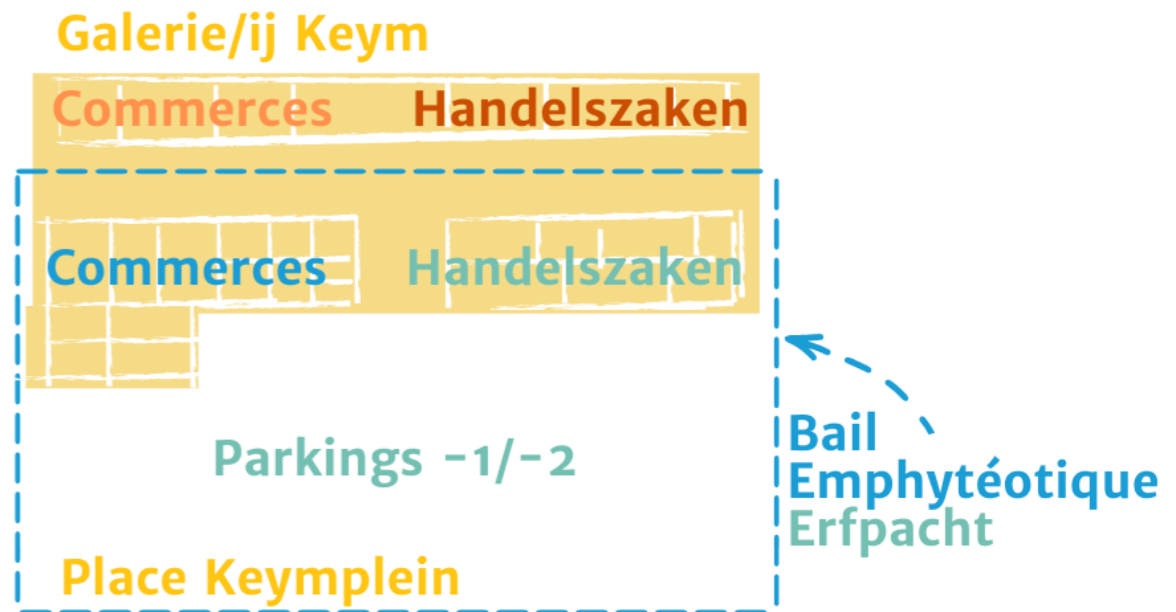 Galerie/ij Keym
Commerces Handelszaken
Commerces Handelszaken
Parkings -1/-2
Bail
Emphytéotique
Erfpacht
Place Keymplein